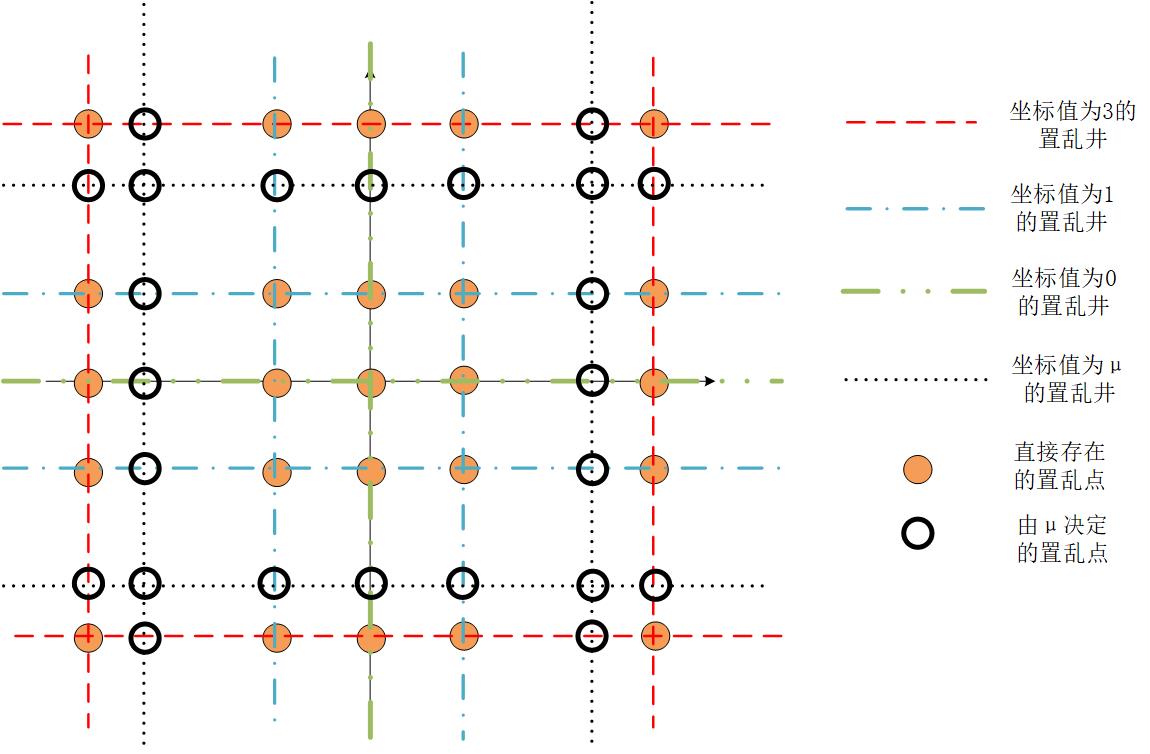 坐标值为3的
置乱井
坐标值为1
的置乱井
坐标值为0
的置乱井
坐标值为μ
的置乱井
直接存在
的置乱点
由μ决定
的置乱点